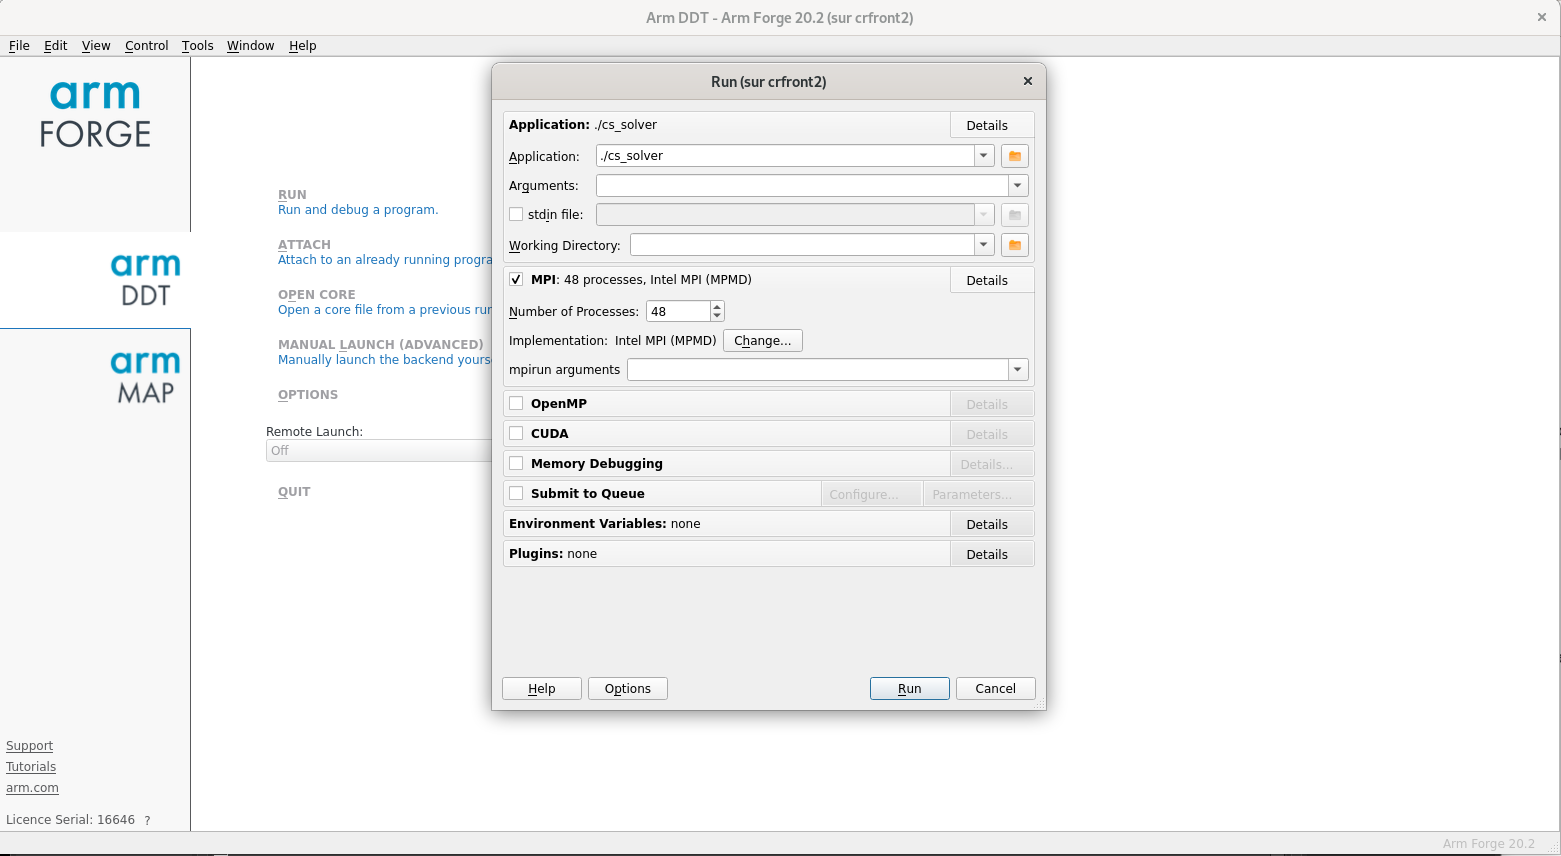 Arm DDT - Arm Forge 20.2 (sur crfront2)
File Edit View Control Tools Window Help
arm
FORGE
arm
DDT
arm
MAP
RUN
Run and debug a program.
ATTACH
Attach to an already running progra
OPEN CORE
Open a core file from a previous run
MANUAL LAUNCH (ADVANCED)
Manually launch the backend yourse
OPTIONS
Remote Launch:
Off
QUIT
Run (sur crfront2)
Application: ./cs_solver Details
Application: ./cs_solver
Arguments:
stdin file:
Working Directory:
MPI: 48 processes, Intel MPI (MPMD) Details
Number of Processes: 48
Implementation: Intel MPI (MPMD) Change...
mpirun arguments
OpenMP Details
CUDA Details
Memory Debugging Details...
Submit to Queue Configure... Parameters...
Environment Variables: none Details
Plugins: none Details
Help Options Run Cancel
Support
Tutorials
arm.com
Licence Serial: 16646 ?
Arm Forge 20.2